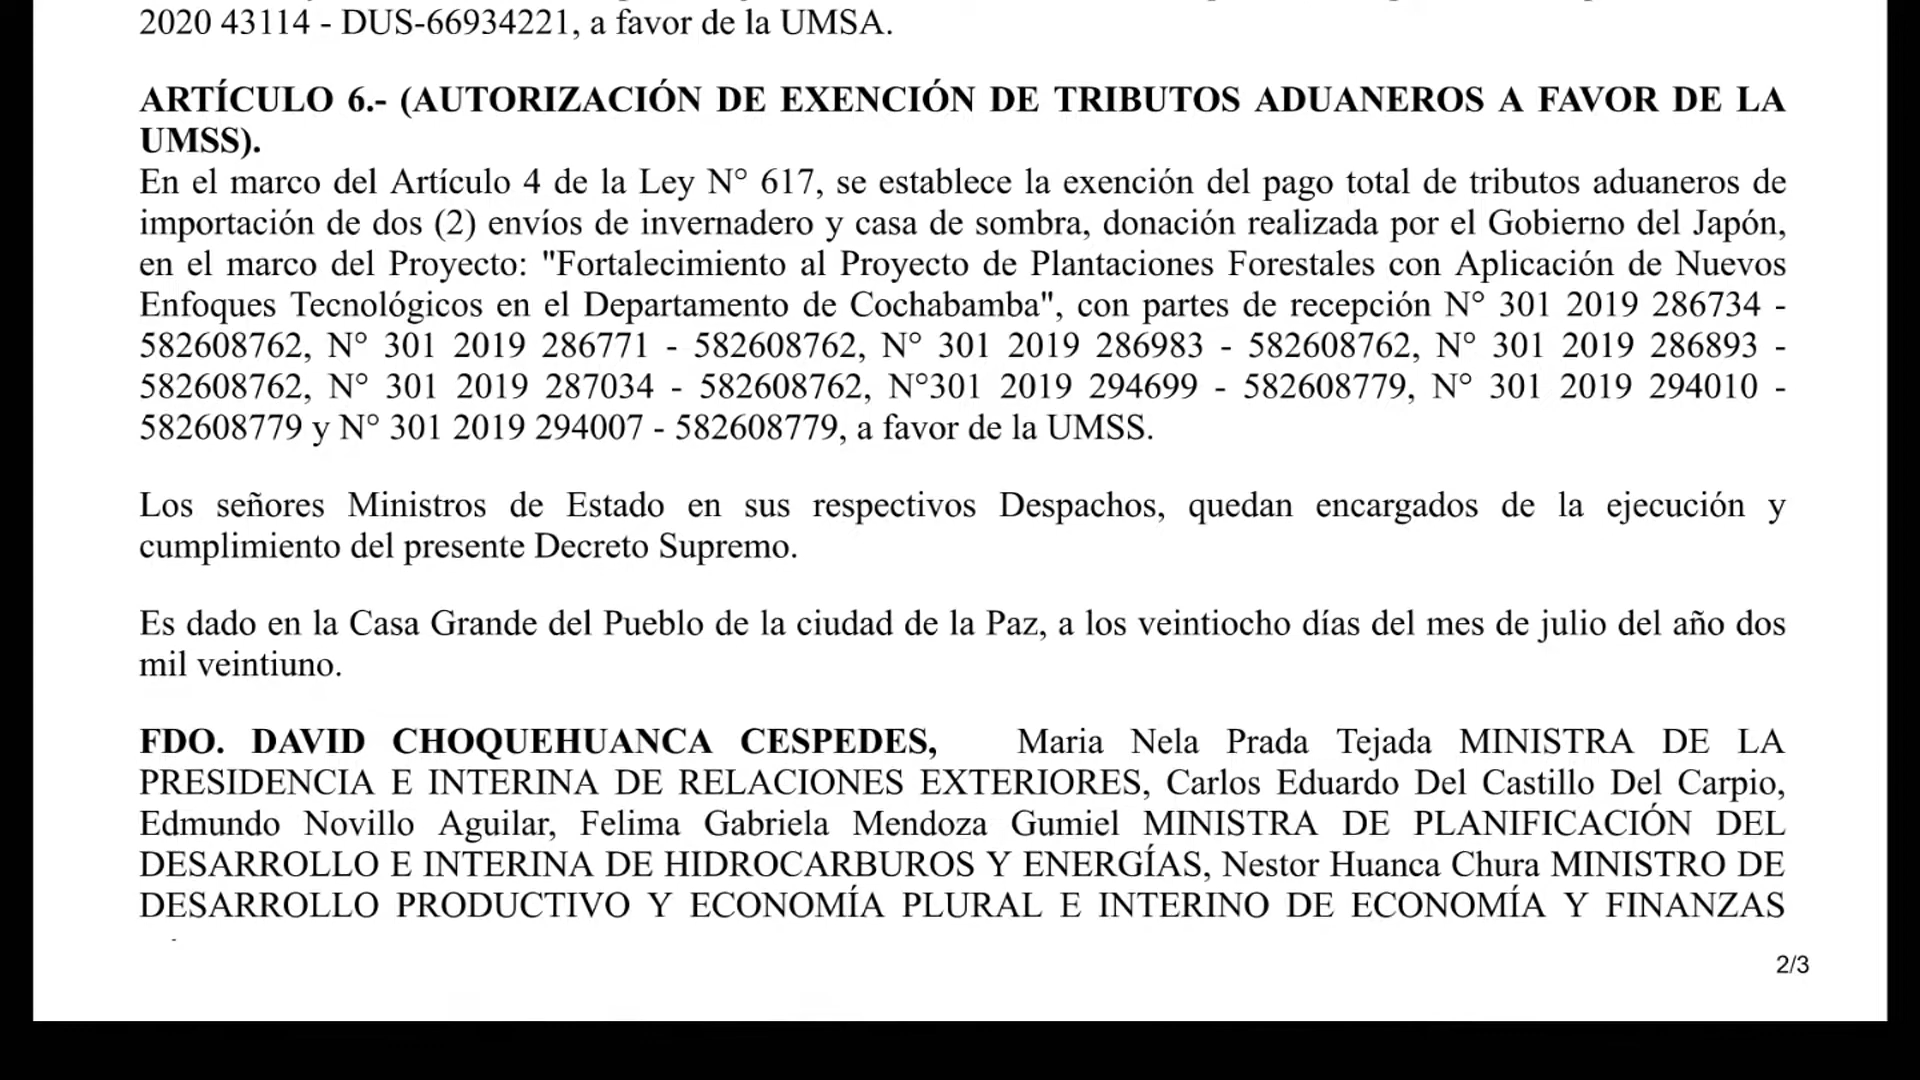 2020 43114 - DUS-66934221, a favor de la UMSA.
ARTÍCULO 6.- (AUTORIZACIÓN DE EXENCIÓN DE TRIBUTOS ADUANEROS A FAVOR DE LA
UMSS).
En el marco del Artículo 4 de la Ley N° 617, se establece la exención del pago total de tributos aduaneros de
importación de dos (2) envíos de invernadero y casa de sombra, donación realizada por el Gobierno del Japón,
en el marco del Proyecto: "Fortalecimiento al Proyecto de Plantaciones Forestales con Aplicación de Nuevos
Enfoques Tecnológicos en el Departamento de Cochabamba", con partes de recepción N° 301 2019 286734 -
582608762, N° 301 2019 286771 - 582608762, N° 301 2019 286983 - 582608762, N° 301 2019 286893 -
582608762, N° 301 2019 287034 - 582608762, N°301 2019 294699 - 582608779, N° 301 2019 294010 -
582608779 y N° 301 2019 294007 - 582608779, a favor de la UMSS.
Los señores Ministros de Estado en sus respectivos Despachos, quedan encargados de la ejecución y
cumplimiento del presente Decreto Supremo.
Es dado en la Casa Grande del Pueblo de la ciudad de la Paz, a los veintiocho días del mes de julio del año dos
mil veintiuno.
FDO. DAVID CHOQUEHUANCA CESPEDES, Maria Nela Prada Tejada MINISTRA DE LA
PRESIDENCIA E INTERINA DE RELACIONES EXTERIORES, Carlos Eduardo Del Castillo Del Carpio,
Edmundo Novillo Aguilar, Felima Gabriela Mendoza Gumiel MINISTRA DE PLANIFICACIÓN DEL
DESARROLLO E INTERINA DE HIDROCARBUROS Y ENERGÍAS, Nestor Huanca Chura MINISTRO DE
DESARROLLO PRODUCTIVO Y ECONOMÍA PLURAL E INTERINO DE ECONOMÍA Y FINANZAS
2/3